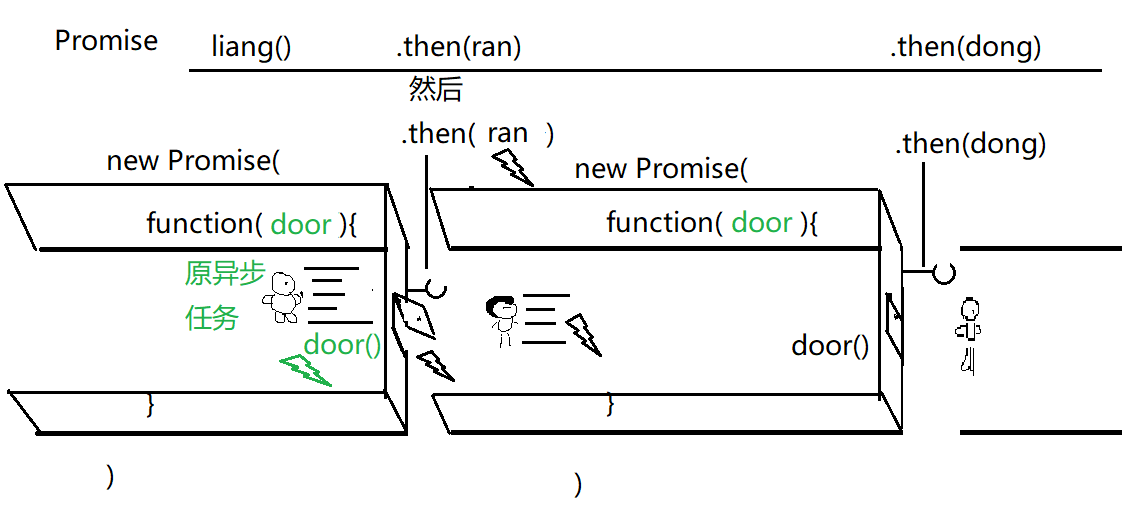 Promise liang() .then(ran) .then(dong)
然后
.then( ran )
.then(dong)
new Promise(
new Promise(
function( door ){
function( door ){
原异步
任务
door()
door()
}
}
)
)